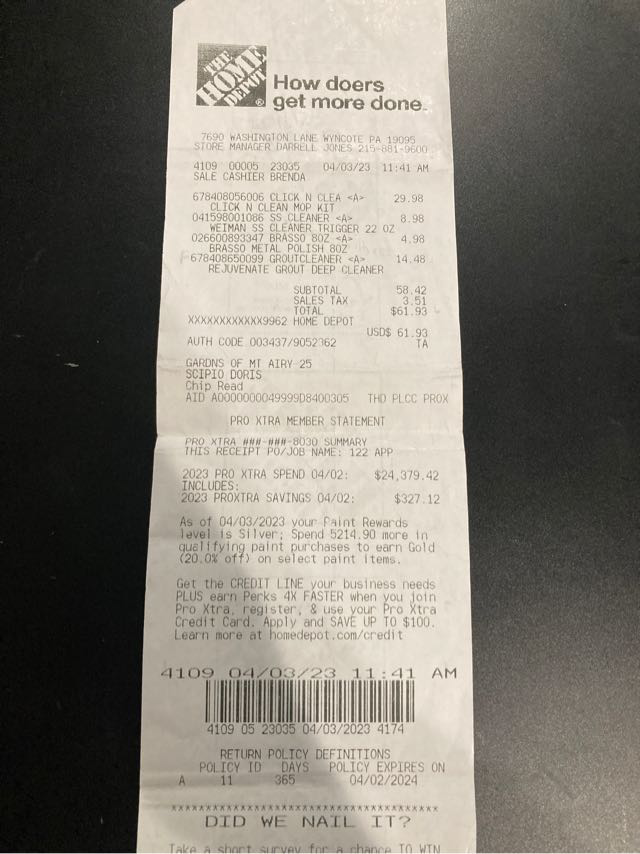 THE HOME DEPOT ®
How doers
get more done.
7690 WASHINGTON LANE WYNCOTE PA 19095
STORE MANAGER DARRELL JONES 215-881-9600
4109 00005 23035 04/03/23 11:41 AM
SALE CASHIER BRENDA
678408056006 CLICK N CLEA <A> 29.98
CLICK N CLEAN MOP KIT
041598001086 SS CLEANER <A> 8.98
WEIMAN SS CLEANER TRIGGER 22 OZ
026600893347 BRASSO 8OZ <A> 4.98
BRASSO METAL POLISH 8OZ
678408650099 GROUTCLEANER <A> 14.48
REJUVENATE GROUT DEEP CLEANER
SUBTOTAL 58.42
SALES TAX 3.51
TOTAL $61.93
XXXXXXXXXXXX9962 HOME DEPOT
USD$ 61.93
AUTH CODE 003437/9052362 TA
GARDNS OF MT AIRY 25
SCIPIO DORIS
Chip Read
AID A0000000049999D8400305 THD PLCC PROX
PRO XTRA MEMBER STATEMENT
PRO XTRA ###-###-8030 SUMMARY
THIS RECEIPT PO/JOB NAME: 122 APP
2023 PRO XTRA SPEND 04/02: $24,379.42
INCLUDES:
2023 PROXTRA SAVINGS 04/02: $327.12
As of 04/03/2023 your Paint Rewards
level is Silver; Spend 5214.90 more in
qualifying paint purchases to earn Gold
(20.0% off) on select paint items.
Get the CREDIT LINE your business needs
PLUS earn Perks 4X FASTER when you join
Pro Xtra, register, & use your Pro Xtra
Credit Card. Apply and SAVE UP TO $100.
Learn more at homedepot.com/credit
4109 04/03/23 11:41 AM
4109 05 23035 04/03/2023 4174
RETURN POLICY DEFINITIONS
POLICY ID DAYS POLICY EXPIRES ON
A 11 365 04/02/2024
DID WE NAIL IT?
Take a short survey for a chance TO WIN